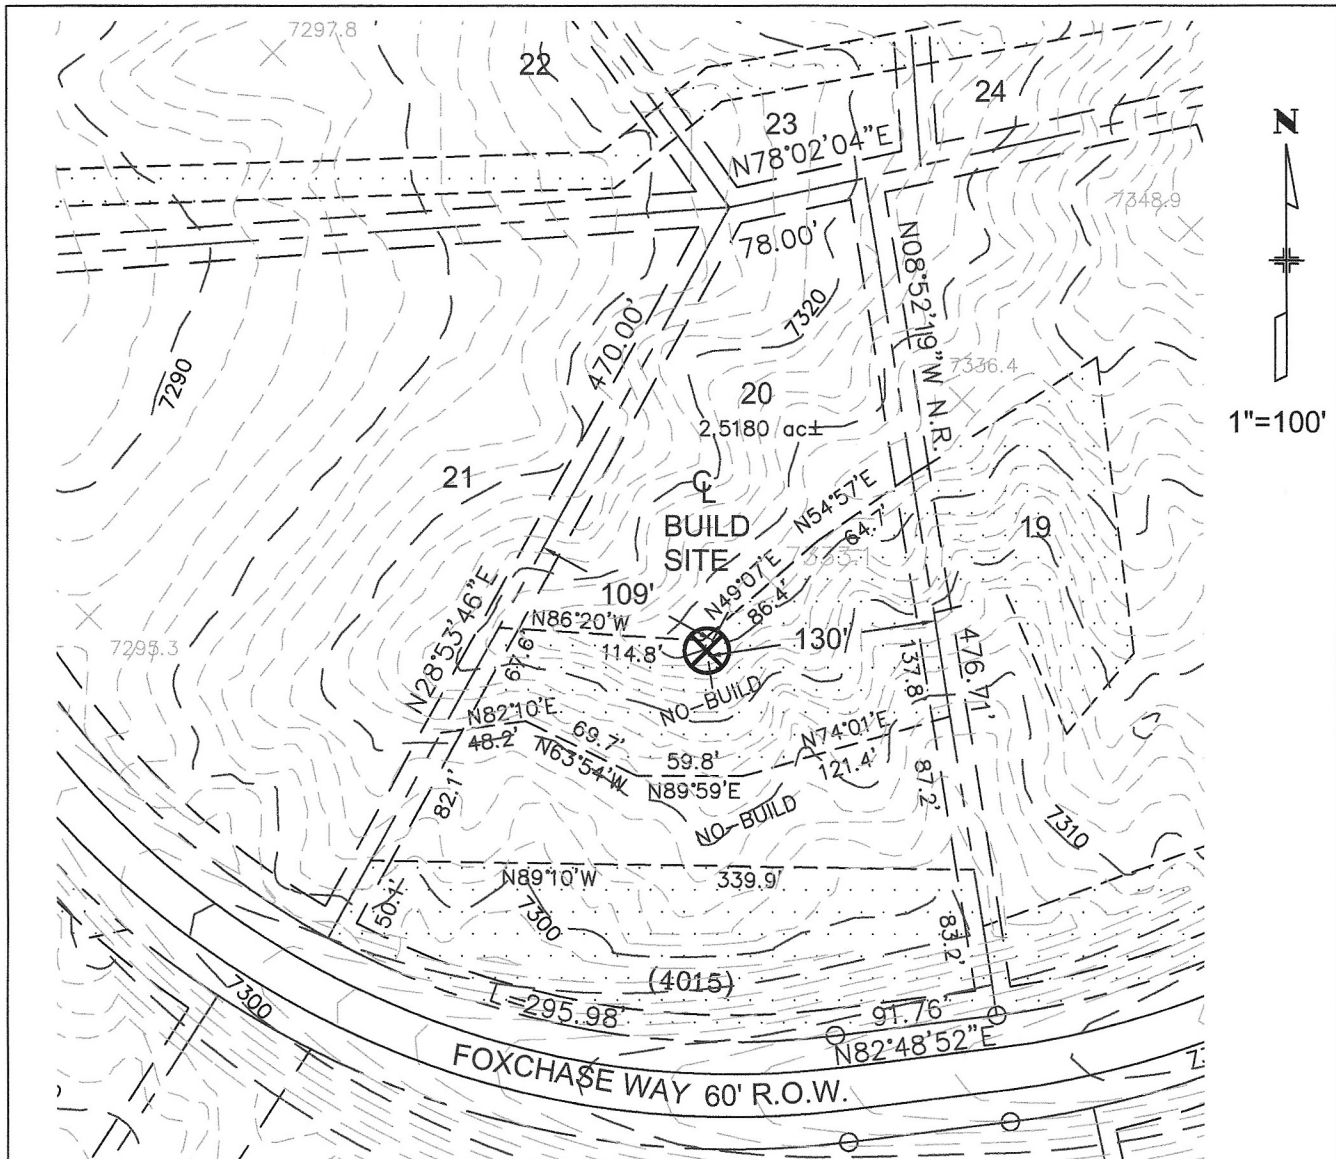 7297.8
22
24
23
N
N78°02'04"E
7348.9
78.00'
N08°52'19"W N.R.
7320
470.00'
7336.4
7290
20
2.5180 ac±
1"=100'
21
C L
BUILD
SITE
N54°57'E
64.7'
19
7333.1
N49°07'E
86.4'
109'
N28°53'46"E
N86°20'W
114.8'
130'
7295.3
67.6'
137.8'
476.71'
NO-BUILD
N82°10'E
48.2'
69.7'
N63°54'W
59.8'
N89°59'E
N74°01'E
121.4'
82.1'
87.2'
NO-BUILD
7310
N89°10'W
339.9'
50.1'
7300
83.2'
(4015)
7300
L=295.98'
91.76'
N82°48'52"E
FOXCHASE WAY 60' R.O.W.